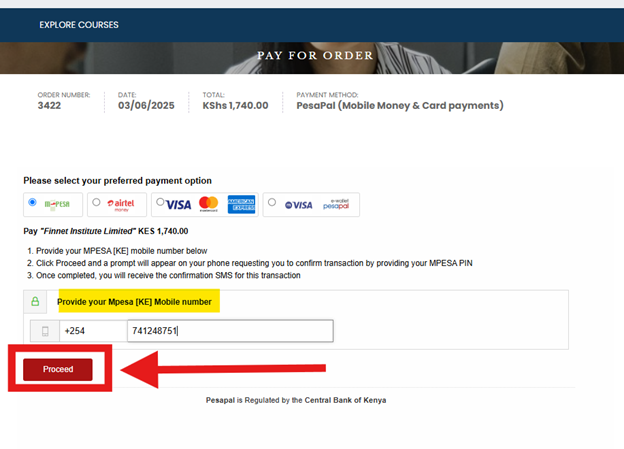 EXPLORE COURSES
PAY FOR ORDER
ORDER NUMBER: DATE: TOTAL: PAYMENT METHOD:
3422 03/06/2025 KShs 1,740.00 PesaPal (Mobile Money & Card payments)
Please select your preferred payment option
M-PESA airtel money VISA mastercard AMERICAN EXPRESS VISA e-wallet pesapal
Pay "Finnet Institute Limited" KES 1,740.00
1. Provide your MPESA [KE] mobile number below
2. Click Proceed and a prompt will appear on your phone requesting you to confirm transaction by providing your MPESA PIN
3. Once completed, you will receive the confirmation SMS for this transaction
Provide your Mpesa [KE] Mobile number
+254 741248751
Proceed
Pesapal is Regulated by the Central Bank of Kenya